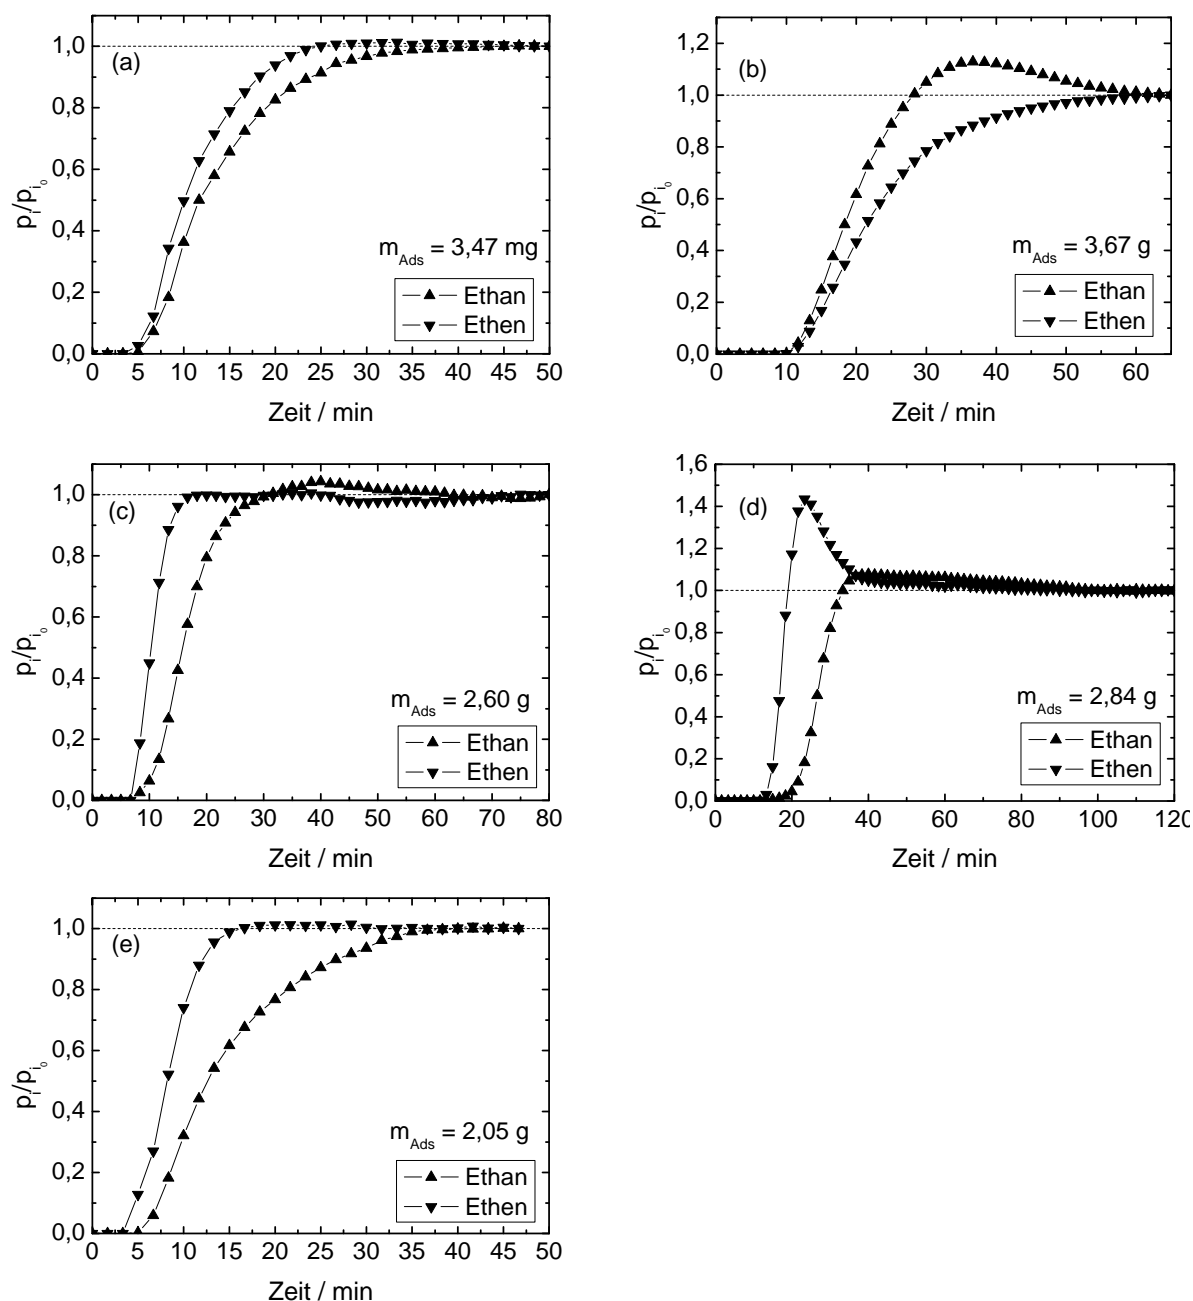 (a)
1,0
0,8
0,6
0,4
0,2
0,0
p_i/p_i_0
m_Ads = 3,47 mg
Ethan
Ethen
0 5 10 15 20 25 30 35 40 45 50
Zeit / min
(b)
1,2
1,0
0,8
0,6
0,4
0,2
0,0
p_i/p_i_0
m_Ads = 3,67 g
Ethan
Ethen
0 10 20 30 40 50 60
Zeit / min
(c)
1,0
0,8
0,6
0,4
0,2
0,0
p_i/p_i_0
m_Ads = 2,60 g
Ethan
Ethen
0 10 20 30 40 50 60 70 80
Zeit / min
(d)
1,6
1,4
1,2
1,0
0,8
0,6
0,4
0,2
0,0
p_i/p_i_0
m_Ads = 2,84 g
Ethan
Ethen
0 20 40 60 80 100 120
Zeit / min
(e)
1,0
0,8
0,6
0,4
0,2
0,0
p_i/p_i_0
m_Ads = 2,05 g
Ethan
Ethen
0 5 10 15 20 25 30 35 40 45 50
Zeit / min